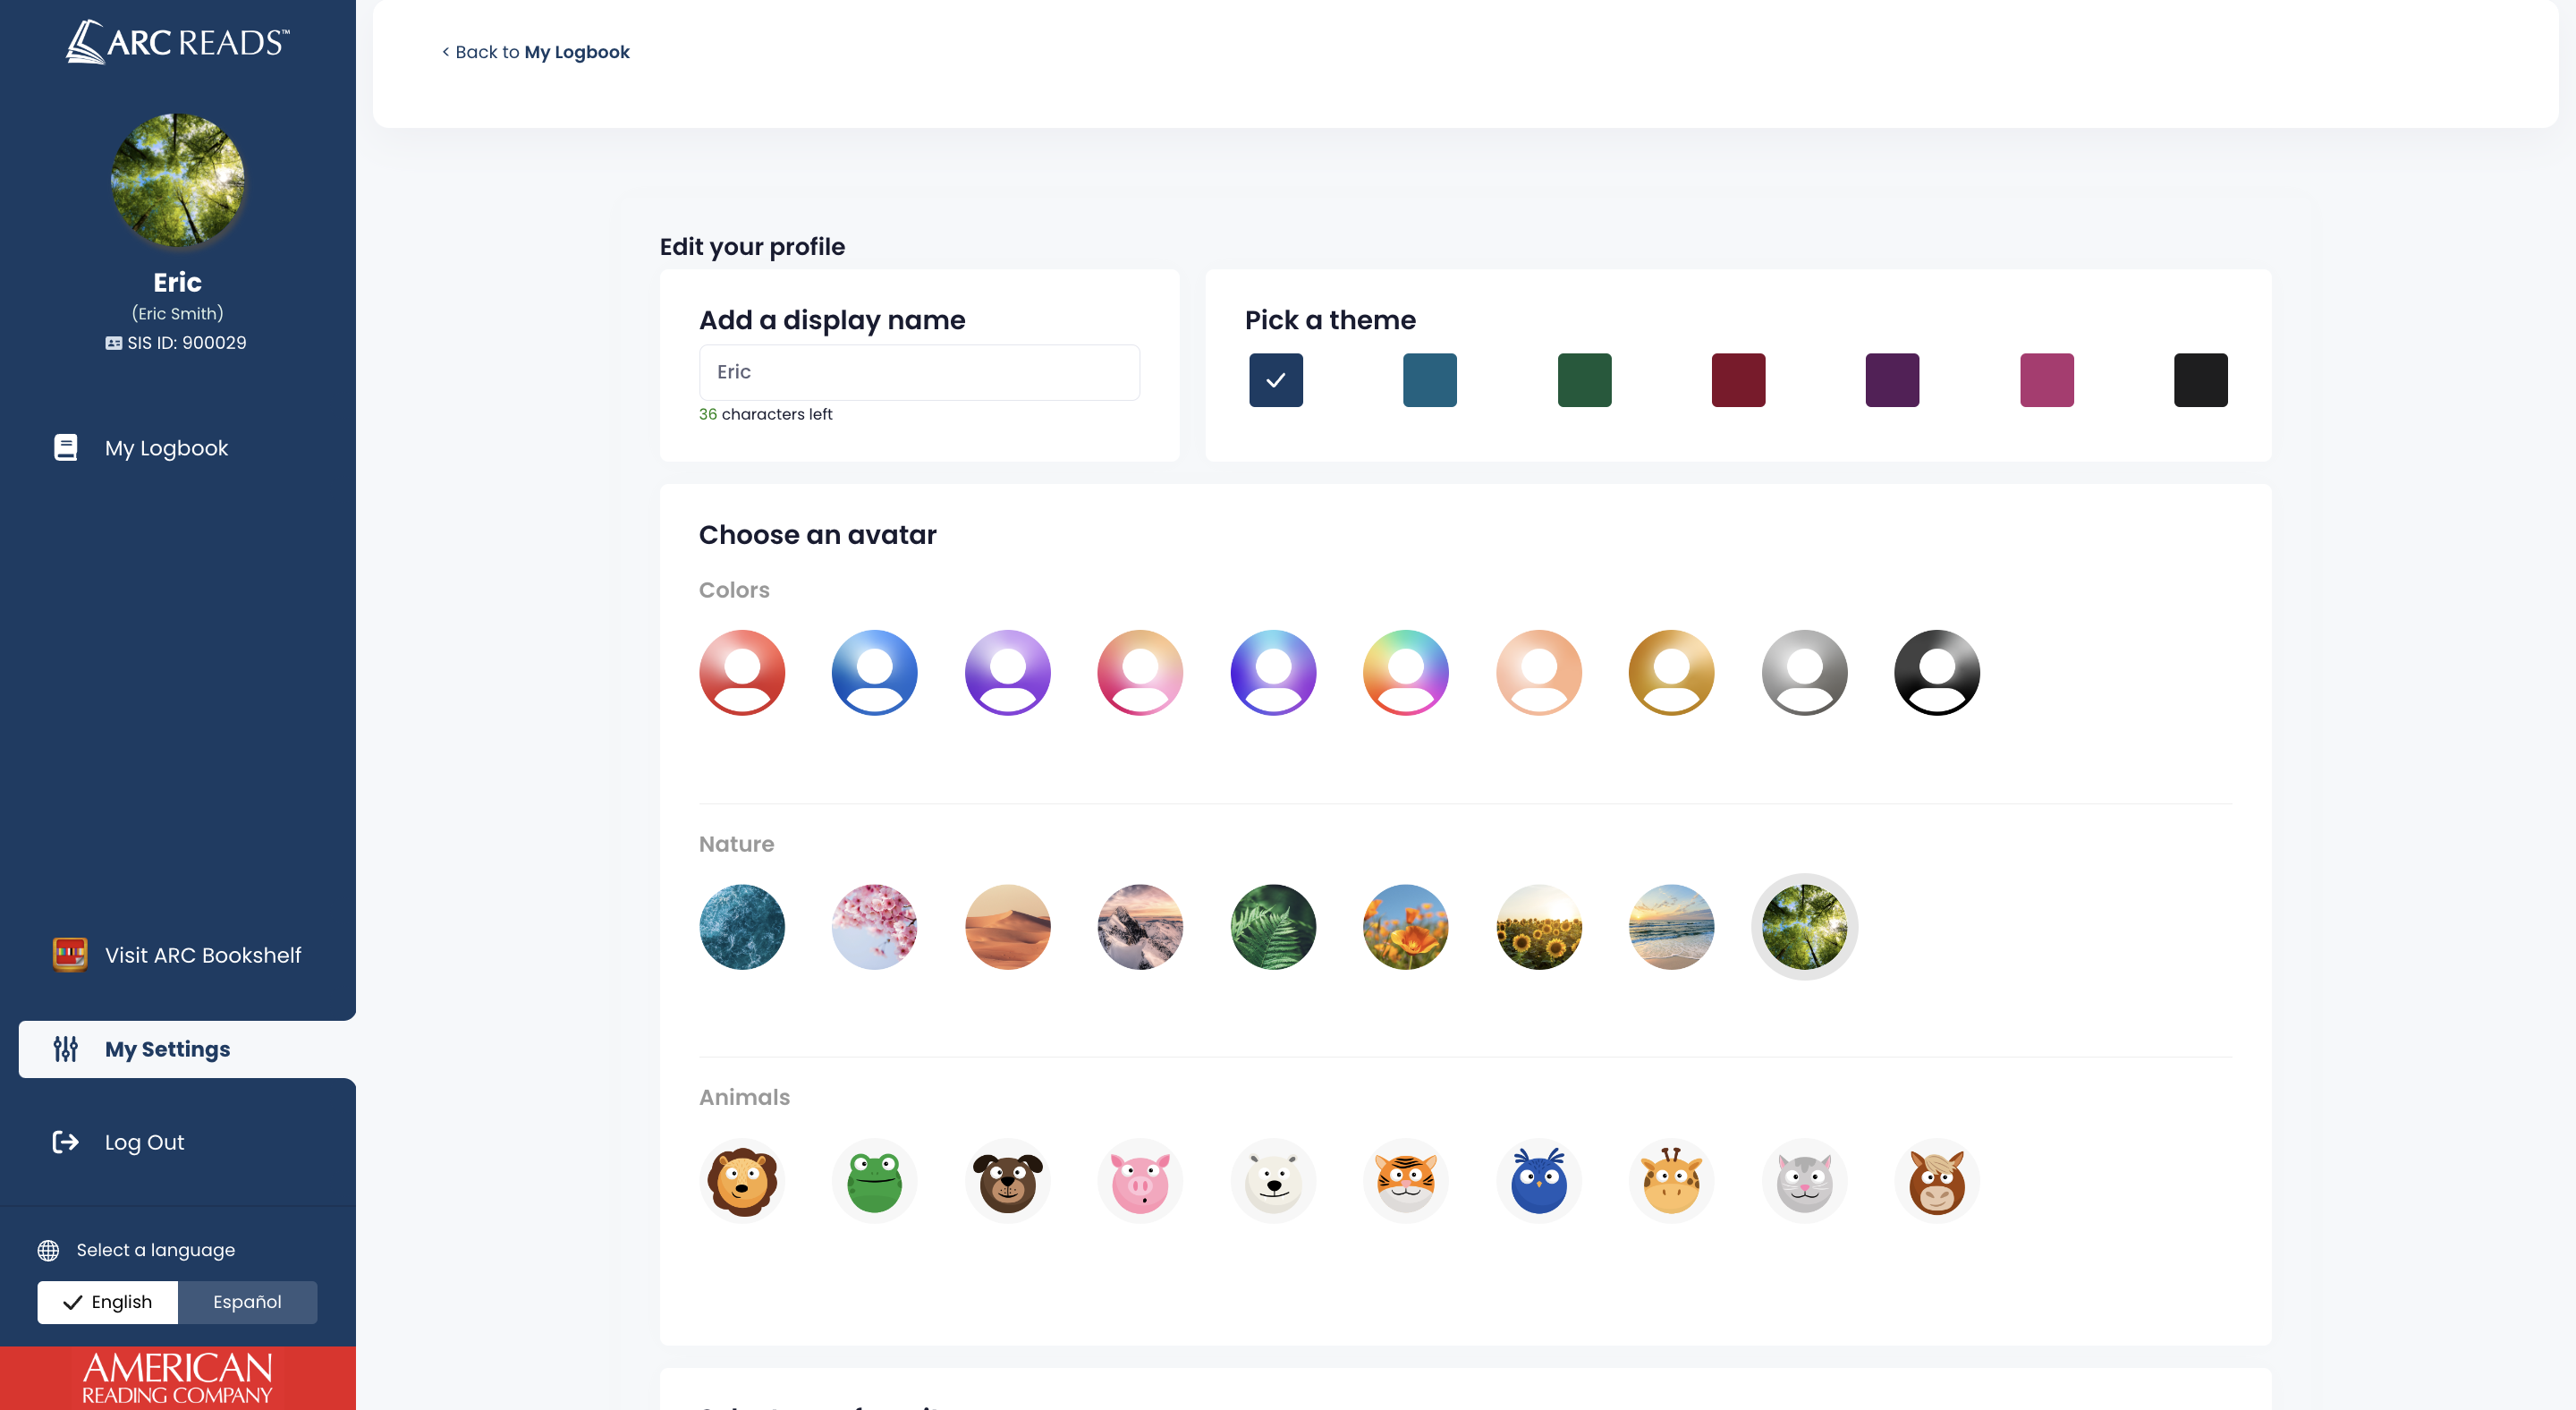 ARC READS™
Eric
(Eric Smith)
SIS ID: 900029
My Logbook
Visit ARC Bookshelf
My Settings
Log Out
Select a language
English
Español
AMERICAN
READING COMPANY
< Back to My Logbook
Edit your profile
Add a display name
Eric
36 characters left
Pick a theme
Choose an avatar
Colors
Nature
Animals